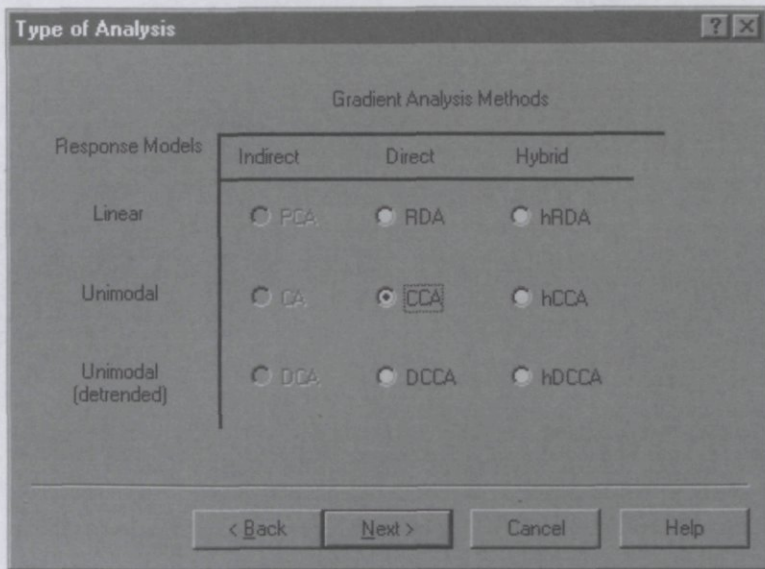 Type of Analysis
Gradient Analysis Methods
Response Models Indirect Direct Hybrid
Linear PCA RDA hRDA
Unimodal CA CCA hCCA
Unimodal
(detrended) DCA DCCA hDCCA
< Back Next > Cancel Help